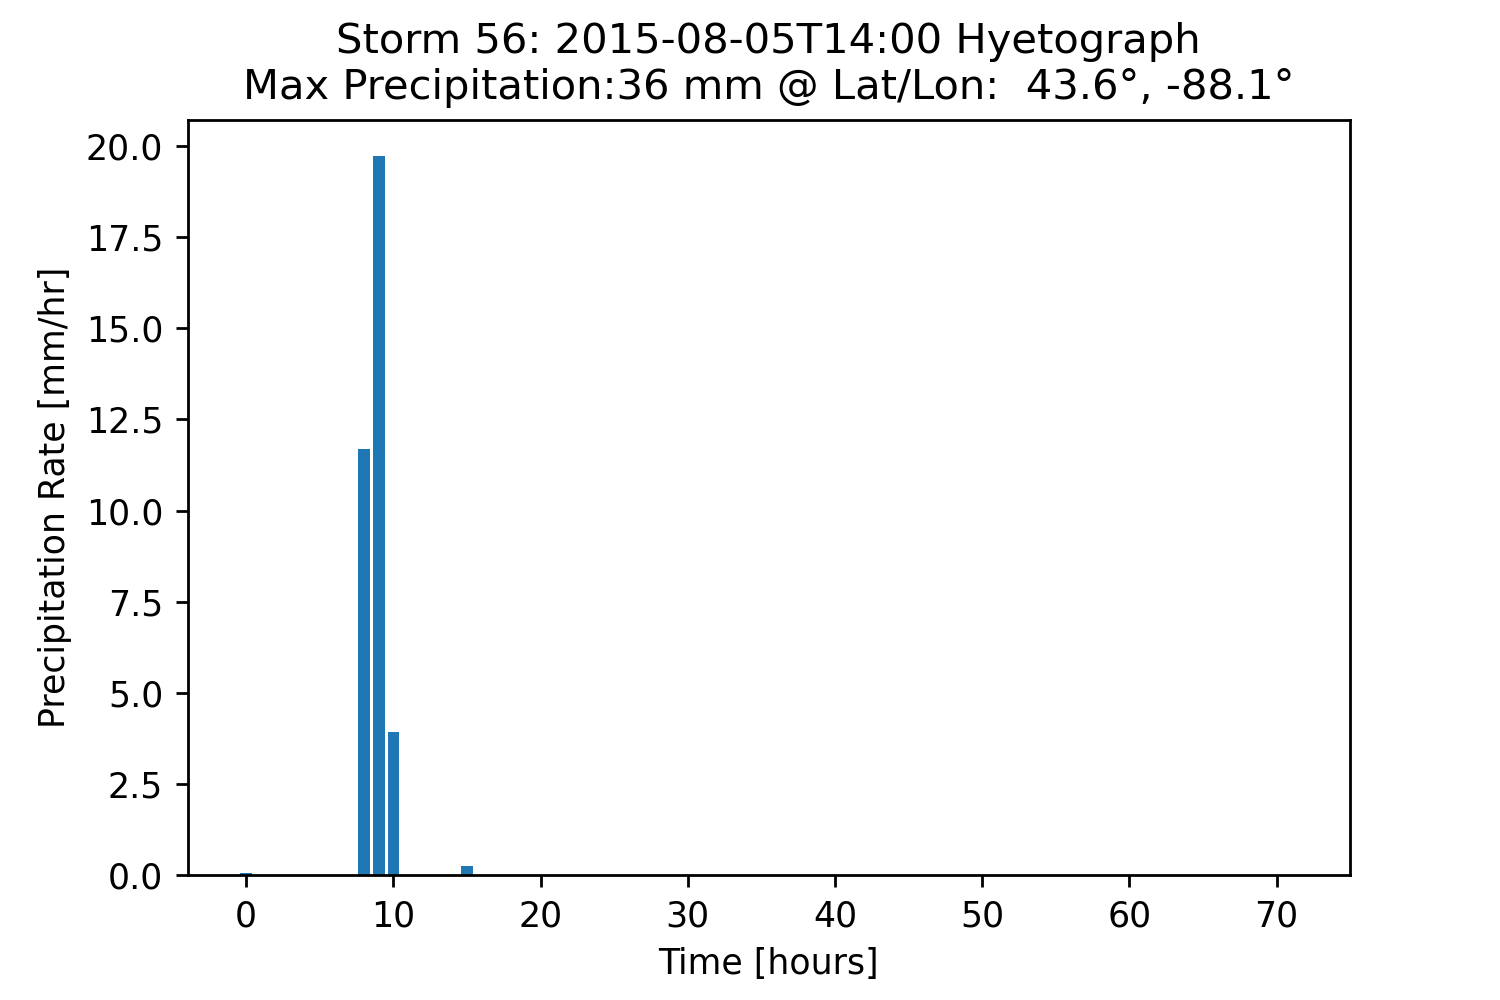 Storm 56: 2015-08-05T14:00 Hyetograph
Max Precipitation:36 mm @ Lat/Lon:  43.6°, -88.1°
20.0
17.5
15.0
12.5
10.0
7.5
5.0
2.5
0.0
Precipitation Rate [mm/hr]
0 10 20 30 40 50 60 70
Time [hours]